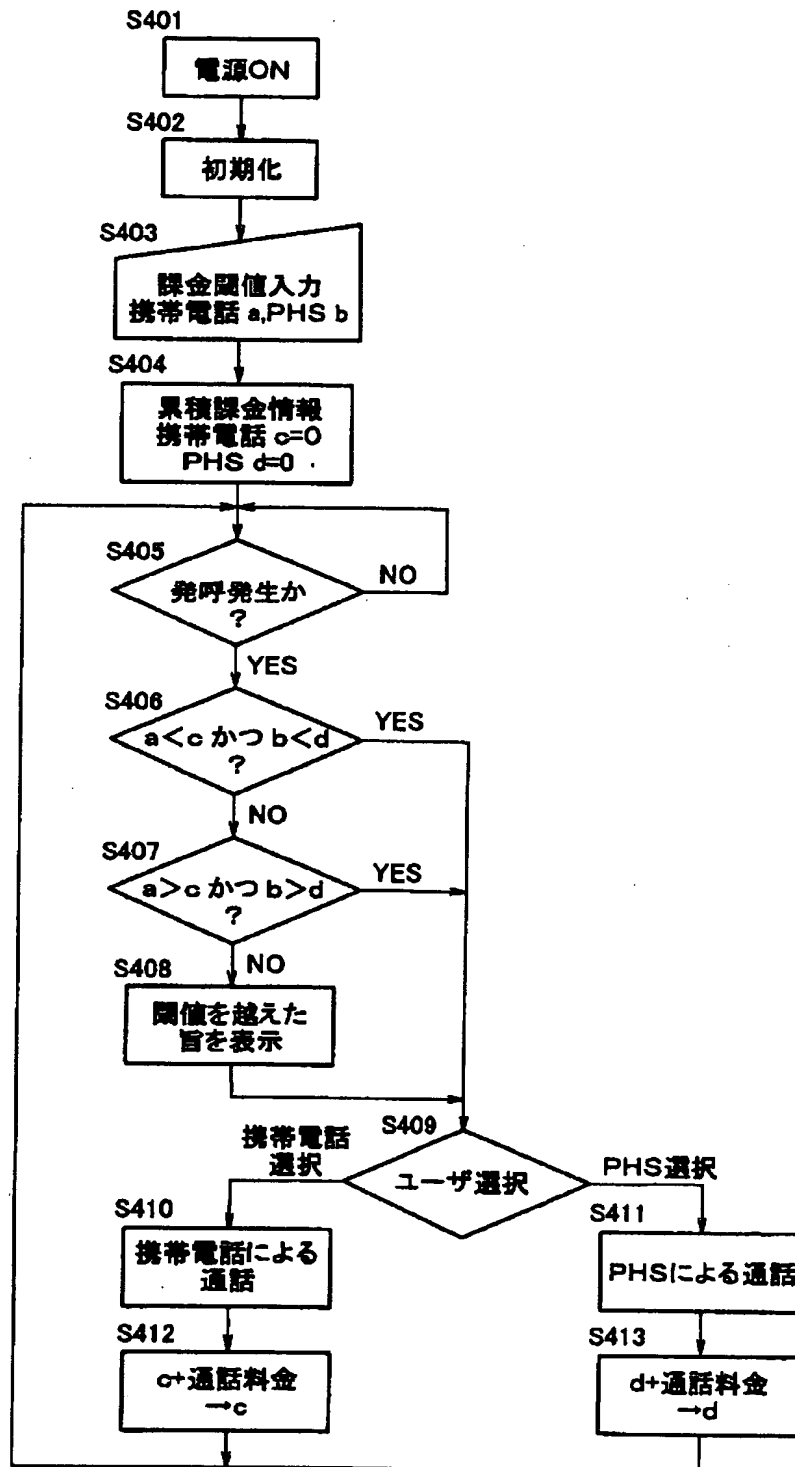 S401
電源ON
S402
初期化
S403
課金閾値入力
携帯電話 a,PHS b
S404
累積課金情報
携帯電話 c=0
PHS d=0
S405
発呼発生か
?
NO
YES
S406
a<c かつ b<d
?
YES
NO
S407
a>c かつ b>d
?
YES
NO
S408
閾値を越えた
旨を表示
S409
ユーザ選択
携帯電話
選択
PHS選択
S410
携帯電話による
通話
S411
PHSによる通話
S412
c+通話料金
→c
S413
d+通話料金
→d